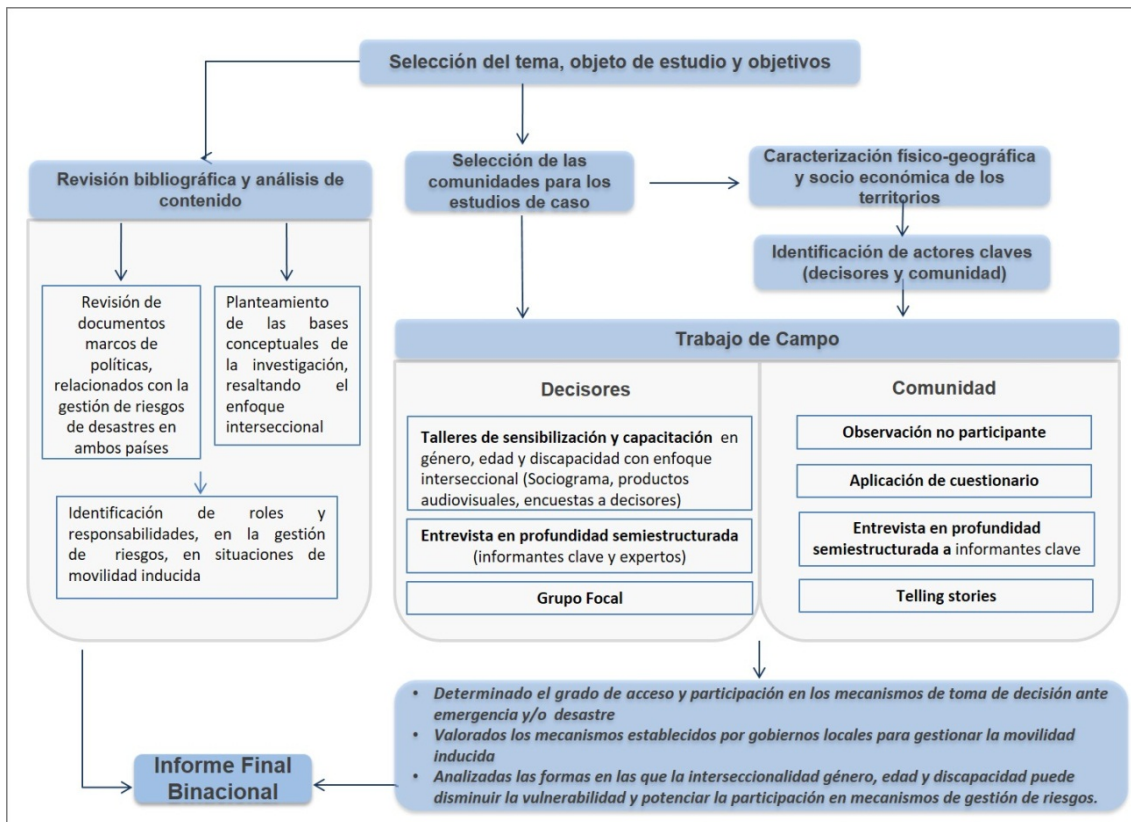 Selección del tema, objeto de estudio y objetivos
Revisión bibliográfica y análisis de
contenido
Revisión de
documentos
marcos de
políticas,
relacionados con la
gestión de riesgos
de desastres en
ambos países
Planteamiento
de las bases
conceptuales de
la investigación,
resaltando el
enfoque
interseccional
Identificación de roles y
responsabilidades, en la gestión
de riesgos, en situaciones de
movilidad inducida
Selección de las
comunidades para los
estudios de caso
Caracterización físico-geográfica
y socio económica de los
territorios
Identificación de actores claves
(decisores y comunidad)
Trabajo de Campo
Decisores
Talleres de sensibilización y capacitación en
género, edad y discapacidad con enfoque
interseccional (Sociograma, productos
audiovisuales, encuestas a decisores)
Entrevista en profundidad semiestructurada
(informantes clave y expertos)
Grupo Focal
Comunidad
Observación no participante
Aplicación de cuestionario
Entrevista en profundidad
semiestructurada a informantes clave
Telling stories
• Determinado el grado de acceso y participación en los mecanismos de toma de decisión ante
emergencia y/o desastre
• Valorados los mecanismos establecidos por gobiernos locales para gestionar la movilidad
inducida
• Analizadas las formas en las que la interseccionalidad género, edad y discapacidad puede
disminuir la vulnerabilidad y potenciar la participación en mecanismos de gestión de riesgos.
Informe Final
Binacional